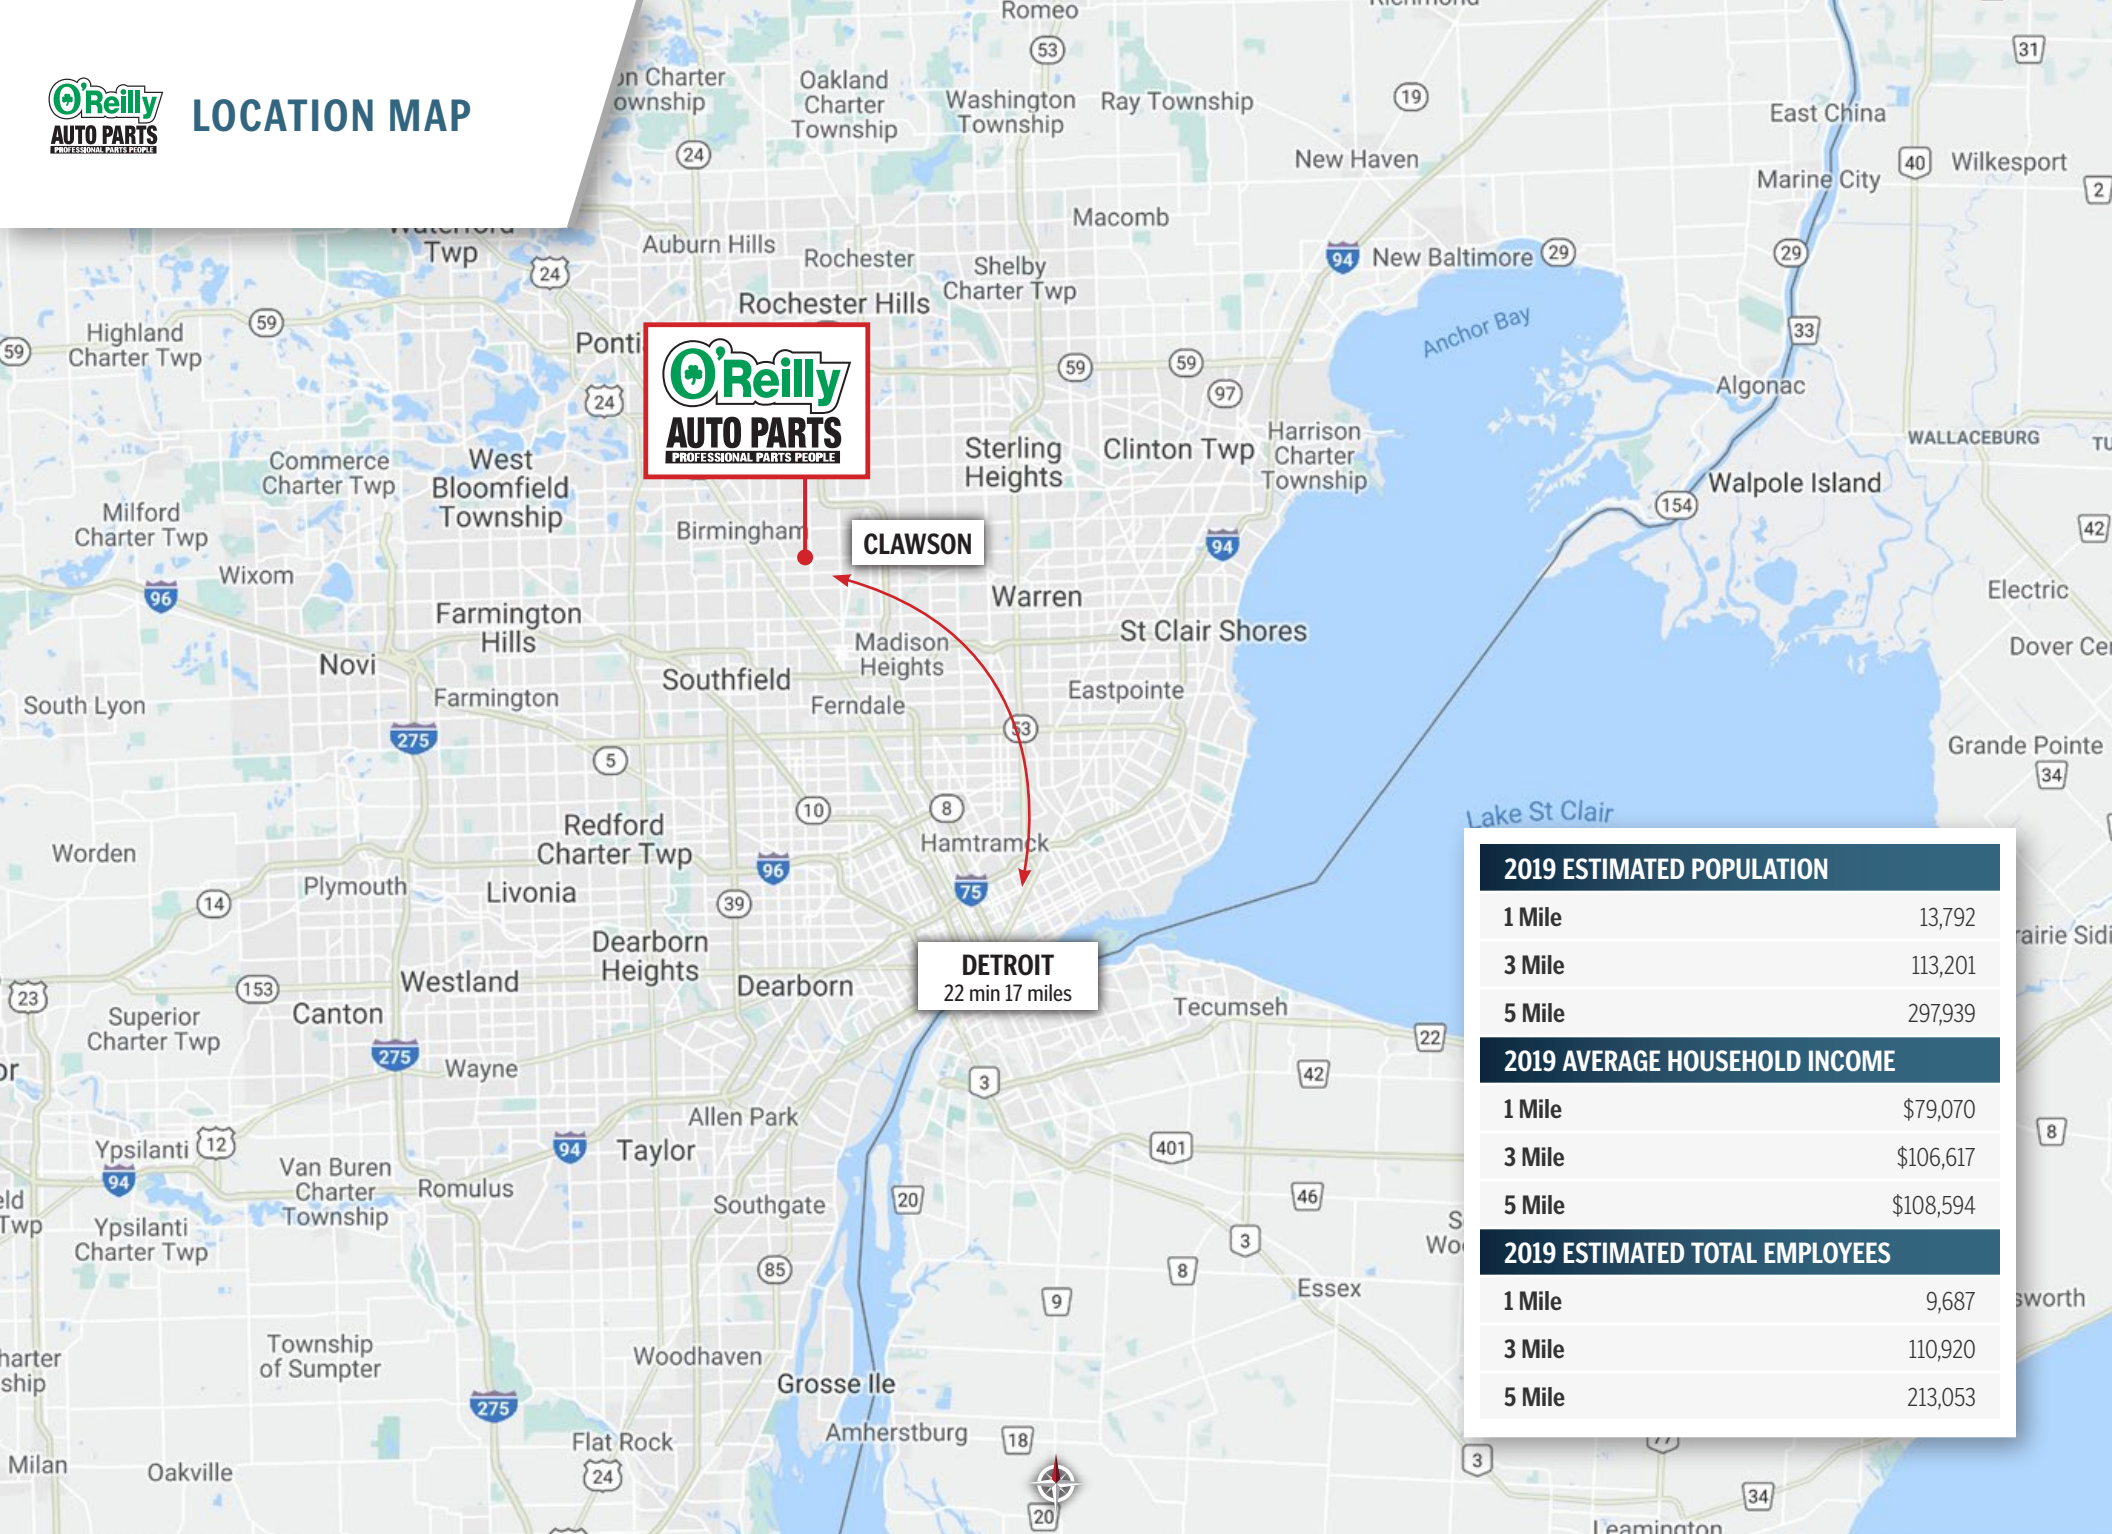 O'Reilly
AUTO PARTS
PROFESSIONAL PARTS PEOPLE
LOCATION MAP
Romeo
53
31
Oakland
Charter
Township
Charter
24
Washington
Township
Ray Township
19
New Haven
East China
Marine City
40
Wilkesport
2
Macomb
Twp
24
Auburn Hills
Rochester
Shelby
Charter Twp
94
New Baltimore
29
29
Rochester Hills
Anchor Bay
33
Highland
Charter Twp
59
59
24
O'Reilly
AUTO PARTS
PROFESSIONAL PARTS PEOPLE
59
59
97
Algonac
WALLACEBURG
Commerce
Charter Twp
West
Bloomfield
Township
Sterling
Heights
Clinton Twp
Harrison
Charter
Township
Walpole Island
154
42
Milford
Charter Twp
Birmingham
CLAWSON
94
Wixom
96
Electric
Warren
Farmington
Hills
Madison
Heights
St Clair Shores
Novi
Southfield
Eastpointe
South Lyon
Farmington
Ferndale
275
53
5
Grande Pointe
34
10
8
Lake St Clair
Redford
Charter Twp
Hamtramck
Worden
96
75
Plymouth
Livonia
14
39
Dearborn
Heights
DETROIT
22 min 17 miles
Westland
Dearborn
153
23
Canton
Tecumseh
Superior
Charter Twp
22
275
Wayne
3
42
Allen Park
401
Ypsilanti
12
94
94
Taylor
Van Buren
Charter
Township
Romulus
Southgate
20
46
8
Twp
Ypsilanti
Charter Twp
3
85
8
9
Essex
Township
of Sumpter
Woodhaven
Grosse Ile
275
Amherstburg
18
Flat Rock
24
Milan
Oakville
20
3
34
Leamington
2019 ESTIMATED POPULATION
1 Mile 13,792
3 Mile 113,201
5 Mile 297,939
2019 AVERAGE HOUSEHOLD INCOME
1 Mile $79,070
3 Mile $106,617
5 Mile $108,594
2019 ESTIMATED TOTAL EMPLOYEES
1 Mile 9,687
3 Mile 110,920
5 Mile 213,053